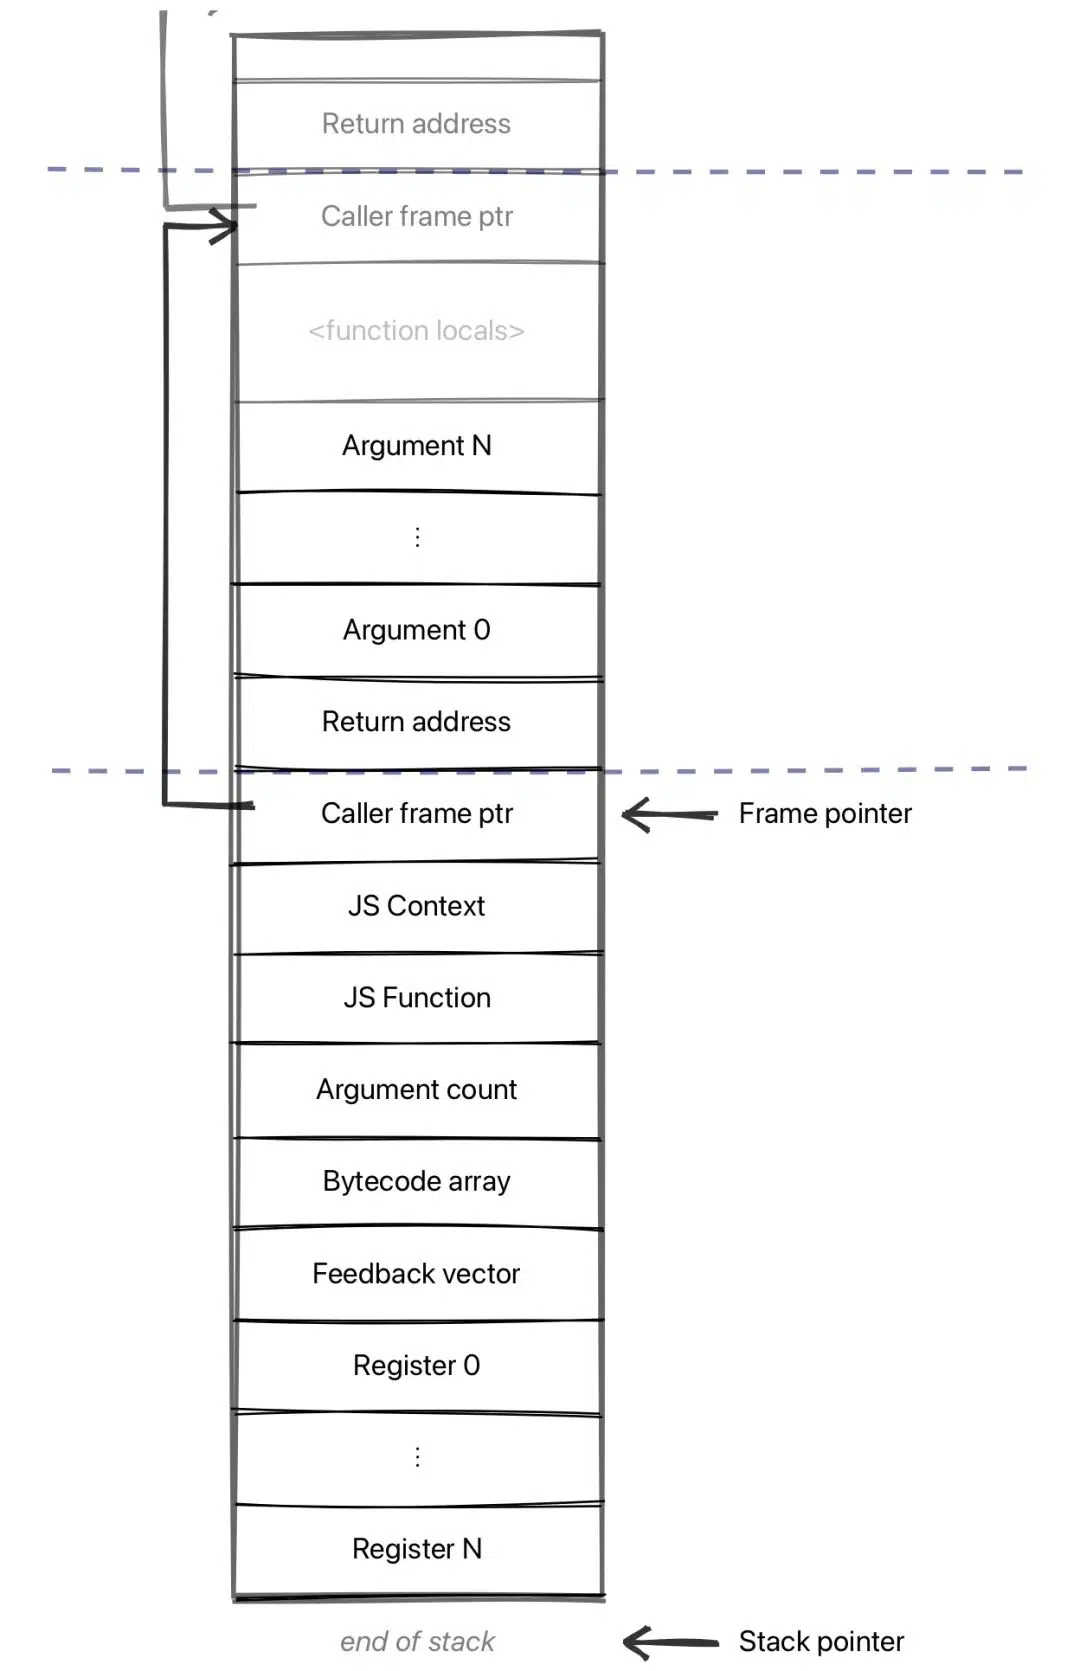 Return address
Caller frame ptr
<function locals>
Argument N
⋮
Argument 0
Return address
Caller frame ptr
Frame pointer
JS Context
JS Function
Argument count
Bytecode array
Feedback vector
Register 0
⋮
Register N
end of stack
Stack pointer